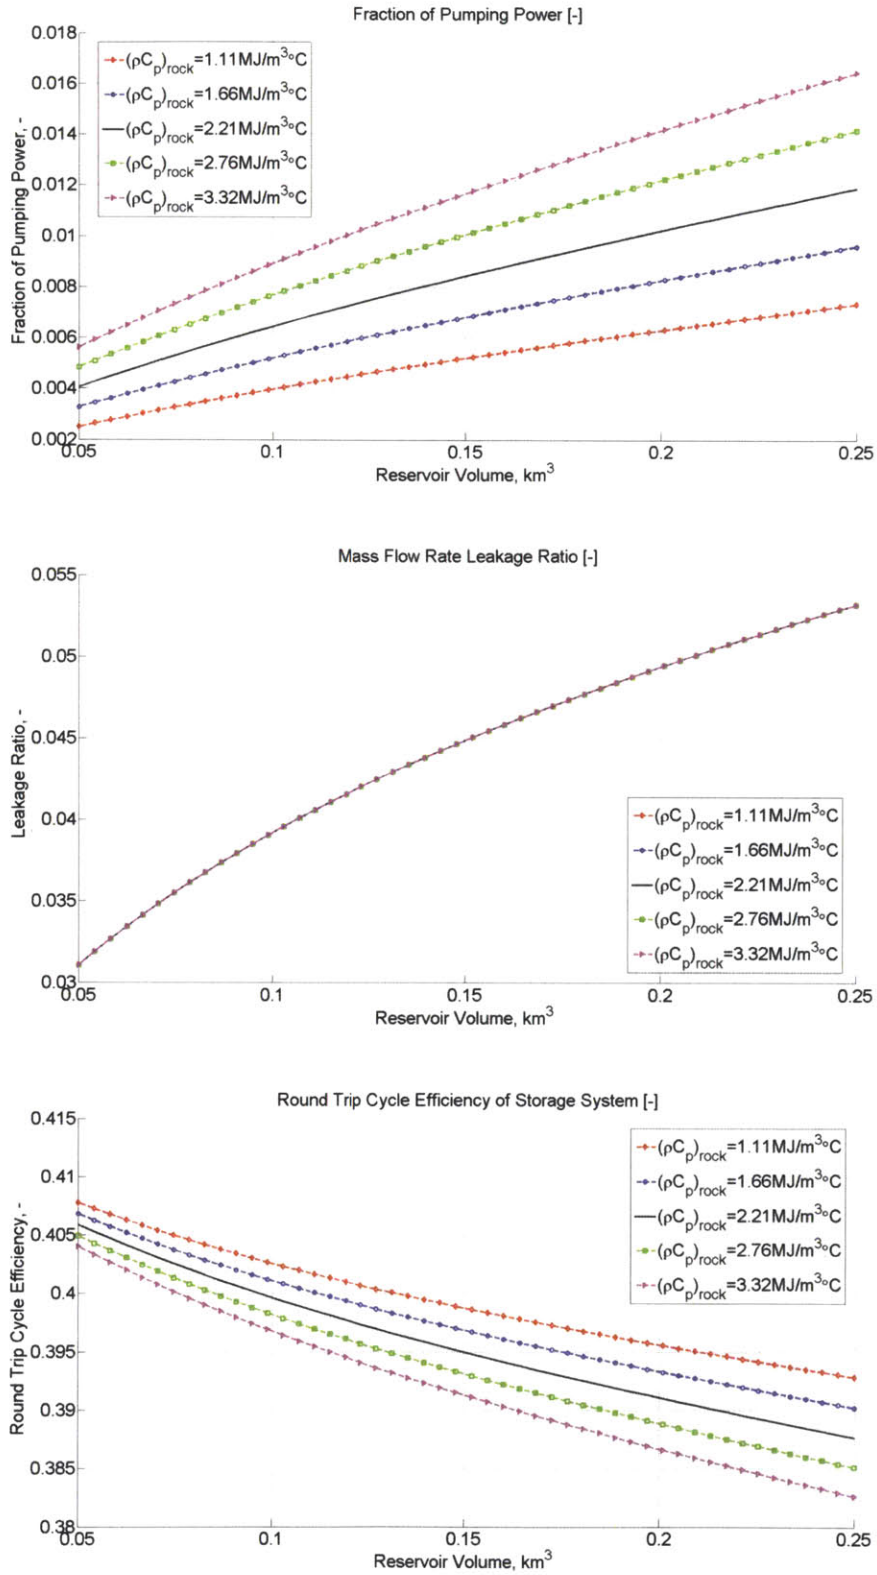 Fraction of Pumping Power [-]
0.018
0.016
0.014
0.012
0.01
0.008
0.006
0.004
0.002
Fraction of Pumping Power, -
(ρCp)rock=1.11MJ/m³°C
(ρCp)rock=1.66MJ/m³°C
(ρCp)rock=2.21MJ/m³°C
(ρCp)rock=2.76MJ/m³°C
(ρCp)rock=3.32MJ/m³°C
0.05 0.1 0.15 0.2 0.25
Reservoir Volume, km³
Mass Flow Rate Leakage Ratio [-]
0.055
0.05
0.045
0.04
0.035
0.03
Leakage Ratio, -
(ρCp)rock=1.11MJ/m³°C
(ρCp)rock=1.66MJ/m³°C
(ρCp)rock=2.21MJ/m³°C
(ρCp)rock=2.76MJ/m³°C
(ρCp)rock=3.32MJ/m³°C
0.05 0.1 0.15 0.2 0.25
Reservoir Volume, km³
Round Trip Cycle Efficiency of Storage System [-]
0.415
0.41
0.405
0.4
0.395
0.39
0.385
0.38
Round Trip Cycle Efficiency, -
(ρCp)rock=1.11MJ/m³°C
(ρCp)rock=1.66MJ/m³°C
(ρCp)rock=2.21MJ/m³°C
(ρCp)rock=2.76MJ/m³°C
(ρCp)rock=3.32MJ/m³°C
0.05 0.1 0.15 0.2 0.25
Reservoir Volume, km³